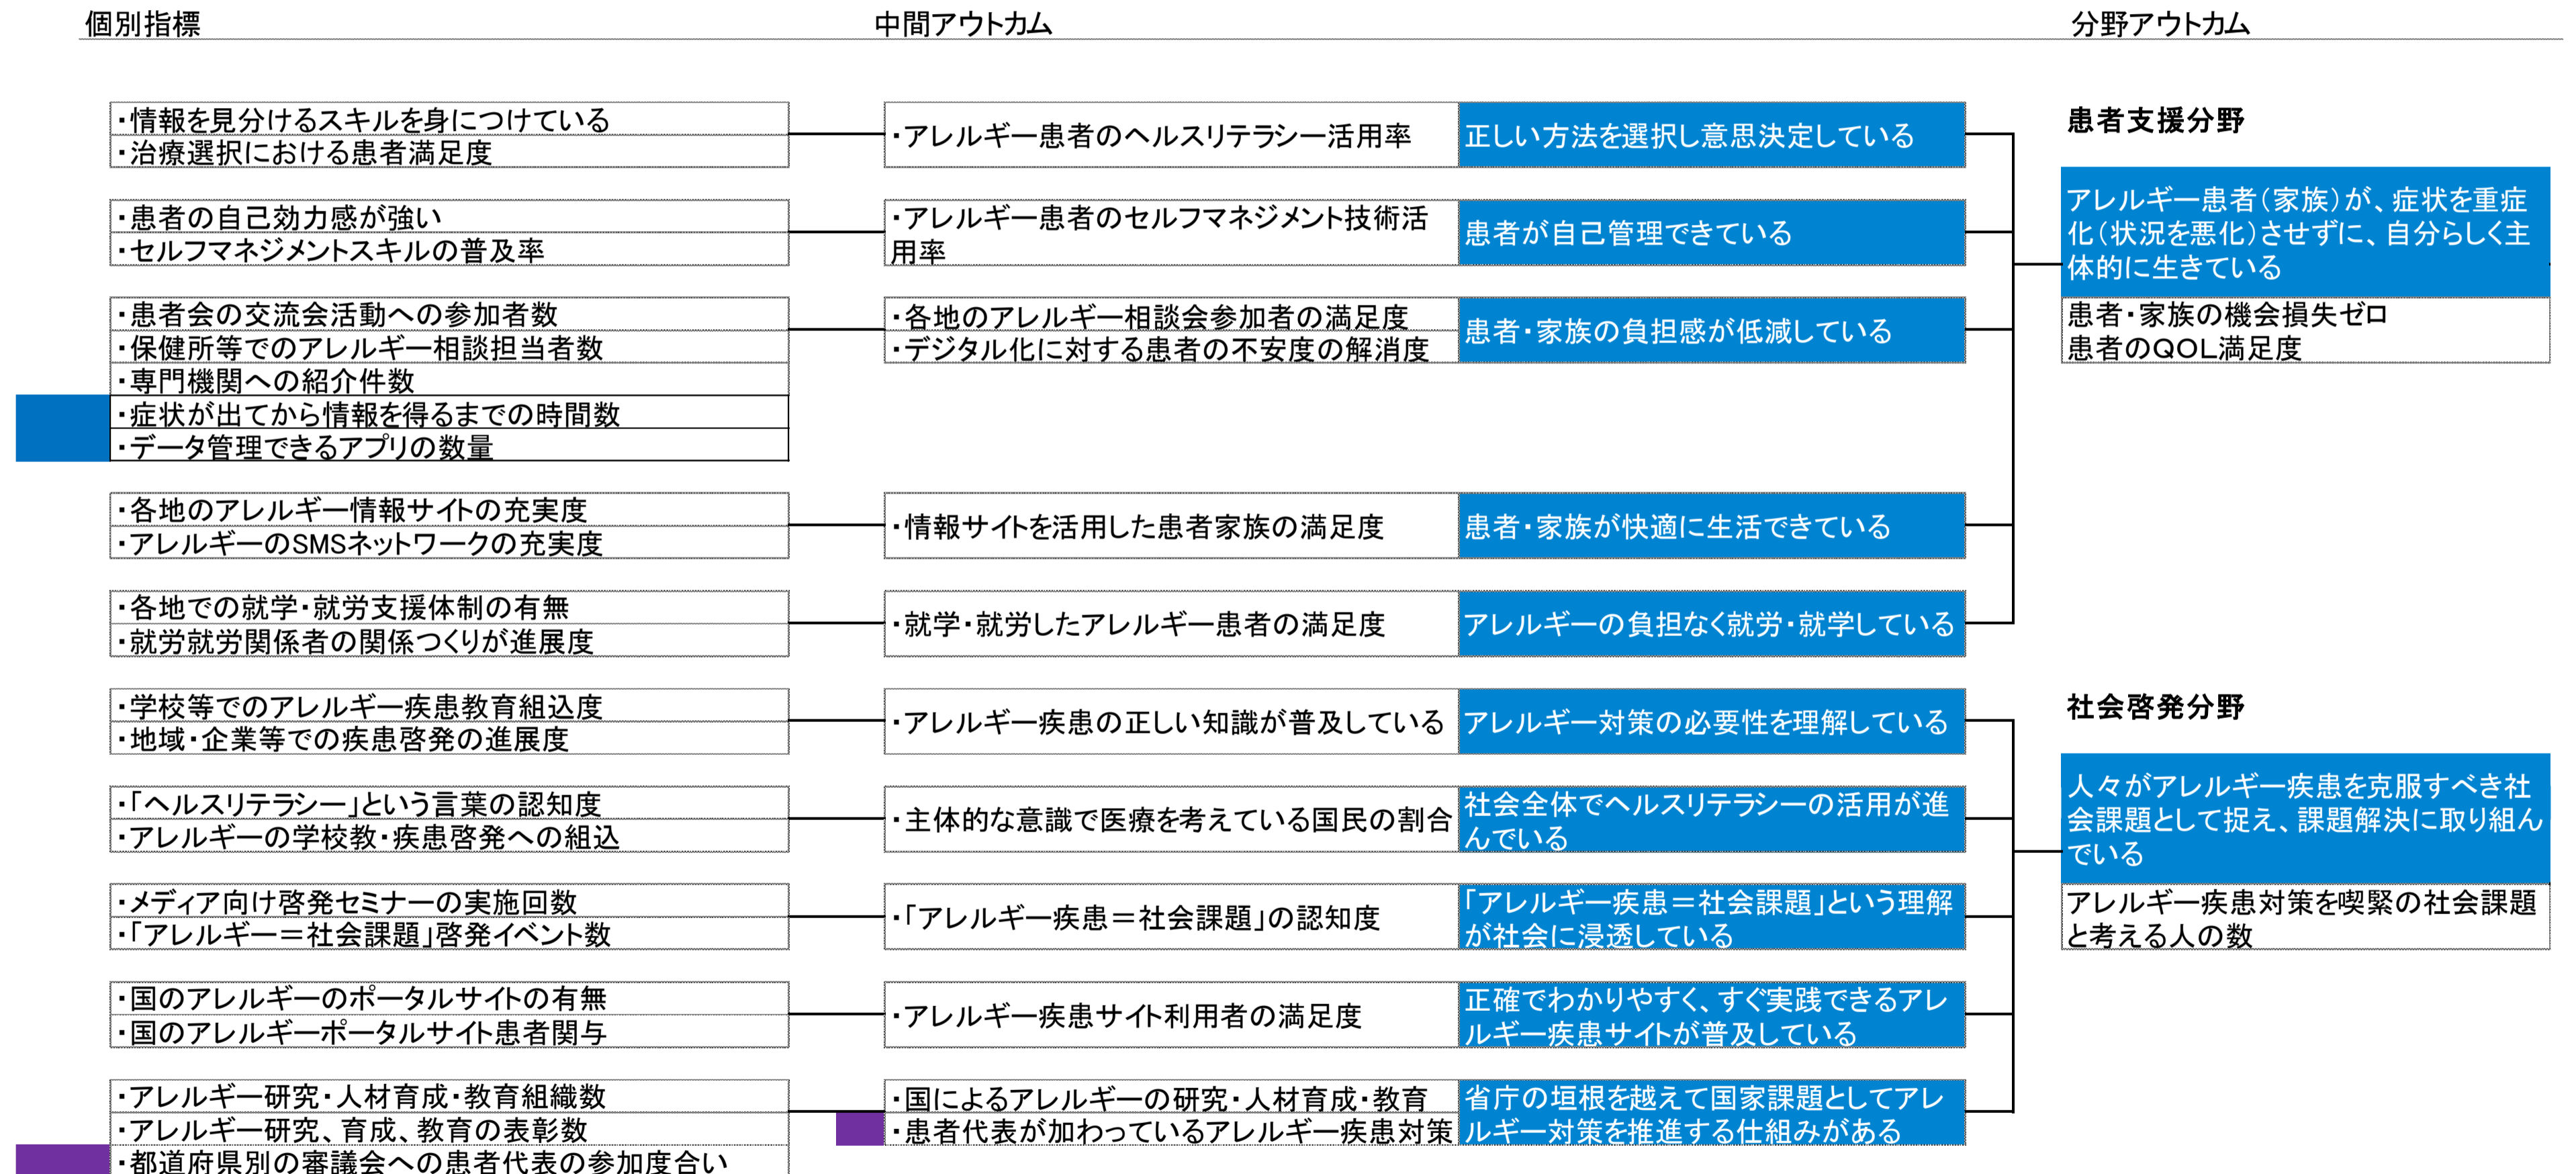 個別指標
中間アウトカム
分野アウトカム
・情報を見分けるスキルを身につけている
・治療選択における患者満足度
・アレルギー患者のヘルスリテラシー活用率
正しい方法を選択し意思決定している
患者支援分野
・患者の自己効力感が強い
・セルフマネジメントスキルの普及率
・アレルギー患者のセルフマネジメント技術活
用率
患者が自己管理できている
アレルギー患者(家族)が、症状を重症
化(状況を悪化)させずに、自分らしく主
体的に生きている
・患者会の交流会活動への参加者数
・保健所等でのアレルギー相談担当者数
・専門機関への紹介件数
・症状が出てから情報を得るまでの時間数
・データ管理できるアプリの数量
・各地のアレルギー相談会参加者の満足度
・デジタル化に対する患者の不安度の解消度
患者・家族の負担感が低減している
患者・家族の機会損失ゼロ
患者のQOL満足度
・各地のアレルギー情報サイトの充実度
・アレルギーのSMSネットワークの充実度
・情報サイトを活用した患者家族の満足度
患者・家族が快適に生活できている
・各地での就学・就労支援体制の有無
・就労就労関係者の関係つくりが進展度
・就学・就労したアレルギー患者の満足度
アレルギーの負担なく就労・就学している
・学校等でのアレルギー疾患教育組込度
・地域・企業等での疾患啓発の進展度
・アレルギー疾患の正しい知識が普及している
アレルギー対策の必要性を理解している
社会啓発分野
・「ヘルスリテラシー」という言葉の認知度
・アレルギーの学校教・疾患啓発への組込
・主体的な意識で医療を考えている国民の割合
社会全体でヘルスリテラシーの活用が進
んでいる
人々がアレルギー疾患を克服すべき社
会課題として捉え、課題解決に取り組ん
でいる
・メディア向け啓発セミナーの実施回数
・「アレルギー=社会課題」啓発イベント数
・「アレルギー疾患=社会課題」の認知度
「アレルギー疾患=社会課題」という理解
が社会に浸透している
アレルギー疾患対策を喫緊の社会課題
と考える人の数
・国のアレルギーのポータルサイトの有無
・国のアレルギーポータルサイト患者関与
・アレルギー疾患サイト利用者の満足度
正確でわかりやすく、すぐ実践できるアレ
ルギー疾患サイトが普及している
・アレルギー研究・人材育成・教育組織数
・アレルギー研究、育成、教育の表彰数
・都道府県別の審議会への患者代表の参加度合い
・国によるアレルギーの研究・人材育成・教育
・患者代表が加わっているアレルギー疾患対策
省庁の垣根を越えて国家課題としてアレ
ルギー対策を推進する仕組みがある